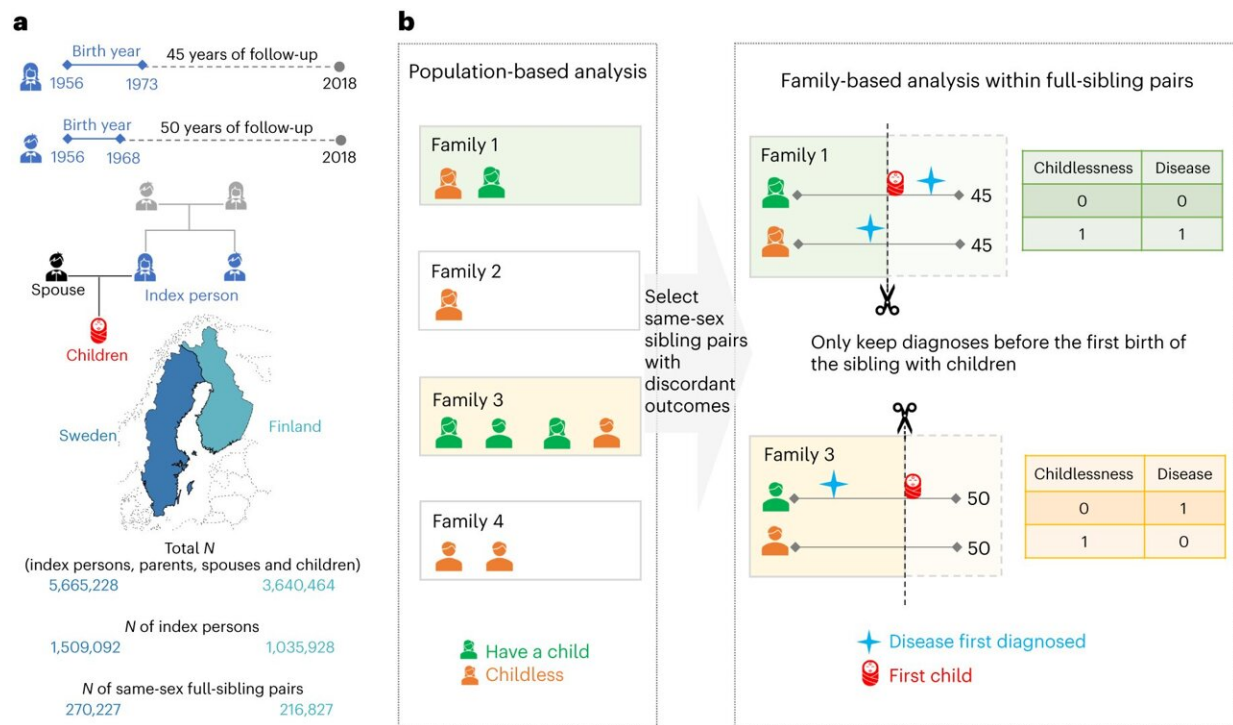 a
Birth year
45 years of follow-up
1956
1973
2018
Birth year
50 years of follow-up
1956
1968
2018
Spouse
Index person
Children
Sweden
Finland
Total N
(index persons, parents, spouses and children)
5,665,228
3,640,464
N of index persons
1,509,092
1,035,928
N of same-sex full-sibling pairs
270,227
216,827
b
Population-based analysis
Family 1
Family 2
Family 3
Family 4
Have a child
Childless
Select
same-sex
sibling pairs
with
discordant
outcomes
Family-based analysis within full-sibling pairs
Family 1
45
45
Childlessness Disease
0 0
1 1
Only keep diagnoses before the first birth of
the sibling with children
Family 3
50
50
Childlessness Disease
0 1
1 0
Disease first diagnosed
First child